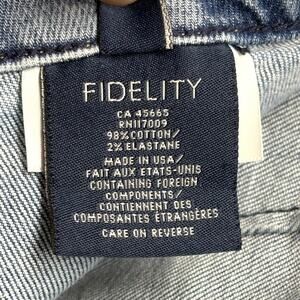 FIDELITY
CA 45665
RN117009
98% COTTON/
2% ELASTANE
MADE IN USA/
FAIT AUX ETATS-UNIS
CONTAINING FOREIGN
COMPONENTS/
CONTIENNENT DES
COMPOSANTES ÉTRANGÈRES
CARE ON REVERSE